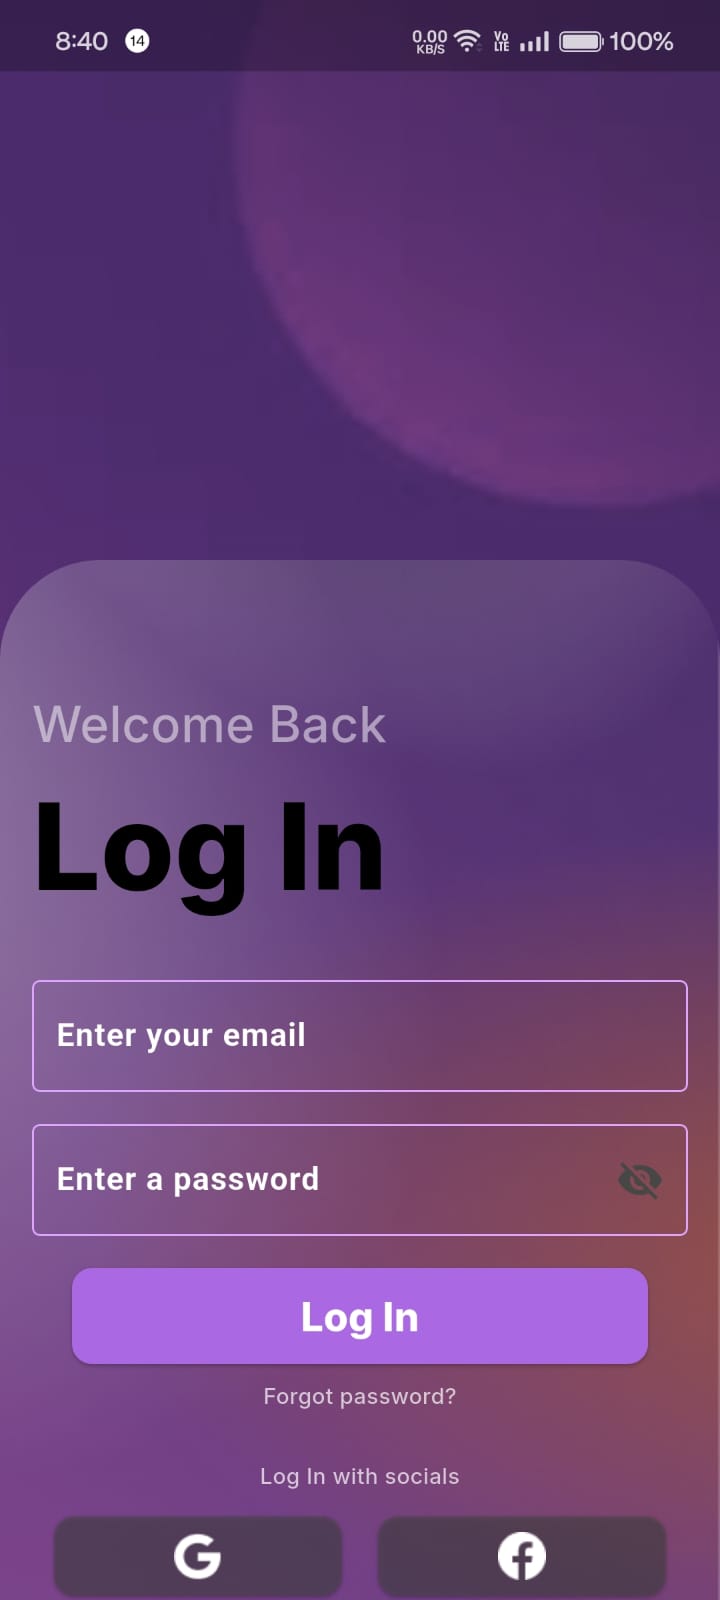 8:40 14 0.00 KB/S Vo LTE 100%
Welcome Back
Log In
Enter your email
Enter a password
Log In
Forgot password?
Log In with socials
G f